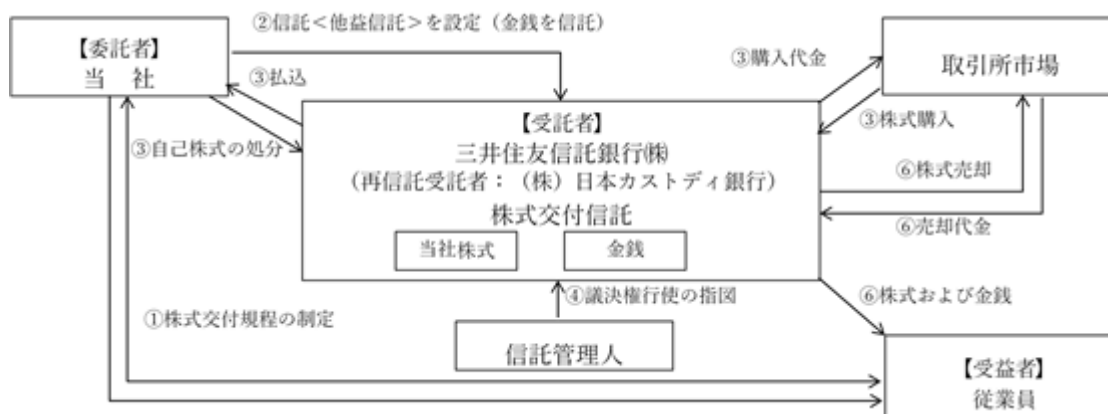 ②信託＜他益信託＞を設定（金銭を信託）
【委託者】
当　社
③払込
③自己株式の処分
③購入代金
取引所市場
③株式購入
【受託者】
三井住友信託銀行㈱
（再信託受託者：（株）日本カストディ銀行）
株式交付信託
当社株式
金銭
⑥株式売却
⑥売却代金
④議決権行使の指図
⑥株式および金銭
①株式交付規程の制定
信託管理人
【受益者】
従業員